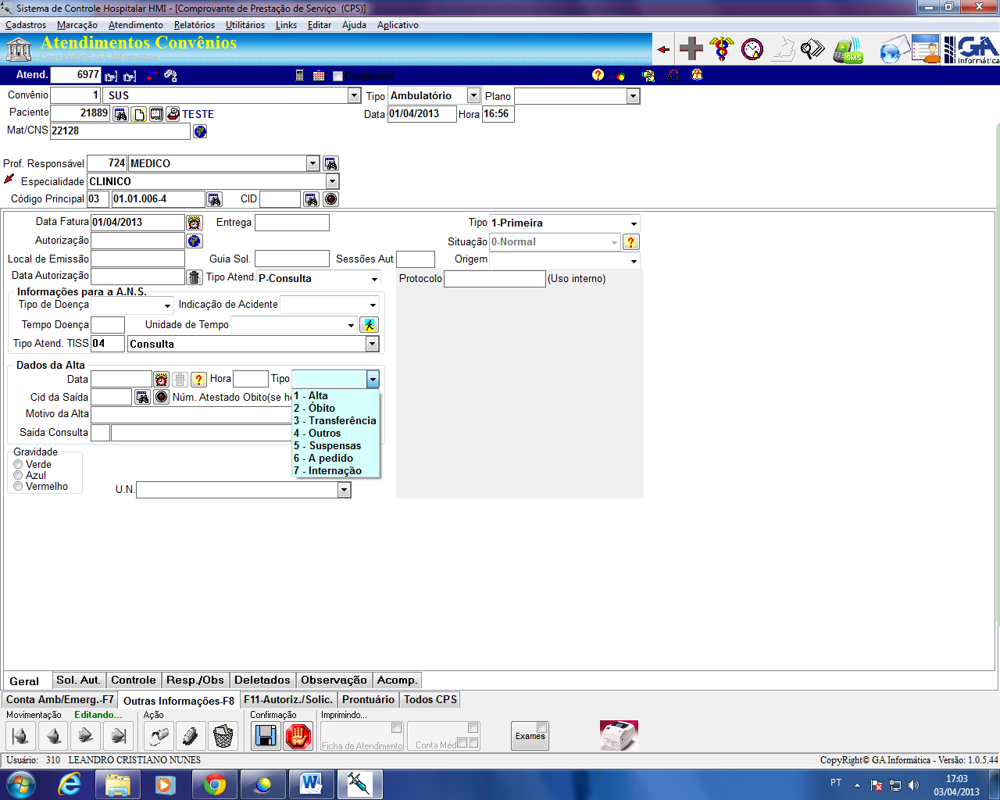 Sistema de Controle Hospitalar HMI - [Comprovante de Prestação de Serviço  (CPS)]
Cadastros Marcação Atendimento Relatórios Utilitários Links Editar Ajuda Aplicativo
Atendimentos Convênios
CopyRight© GA Informática
SMS
GA
informática
Atend. 6977 Conferido
Convênio 1 SUS Tipo Ambulatório Plano
Paciente 21889 TESTE Data 01/04/2013 Hora 16:56
Mat/CNS 22128
Prof. Responsável 724 MEDICO
Especialidade CLINICO
Código Principal 03 01.01.006-4 CID
Data Fatura 01/04/2013 Entrega Tipo 1-Primeira
Autorização Situação 0-Normal
Local de Emissão Guia Sol. Sessões Aut Origem
Data Autorização Tipo Atend. P-Consulta Protocolo (Uso interno)
Informações para a A.N.S.
Tipo de Doença Indicação de Acidente
Tempo Doença Unidade de Tempo
Tipo Atend. TISS 04 Consulta
Dados da Alta
Data Hora Tipo
Cid da Saída Núm. Atestado Obito(se h
Motivo da Alta
Saida Consulta
1 - Alta
2 - Óbito
3 - Transferência
4 - Outros
5 - Suspensas
6 - A pedido
7 - Internação
Gravidade
Verde
Azul
Vermelho
U.N.
Geral Sol. Aut. Controle Resp./Obs Deletados Observação Acomp.
Conta Amb/Emerg.-F7 Outras Informações-F8 F11-Autoriz./Solic. Prontuário Todos CPS
Movimentação Editando... Ação Confirmação Imprimindo...
Ficha de Atendimento Conta Méd Exames
Usuário: 310 LEANDRO CRISTIANO NUNES CopyRight© GA Informática - Versão: 1.0.5.44
PT 17:03
03/04/2013